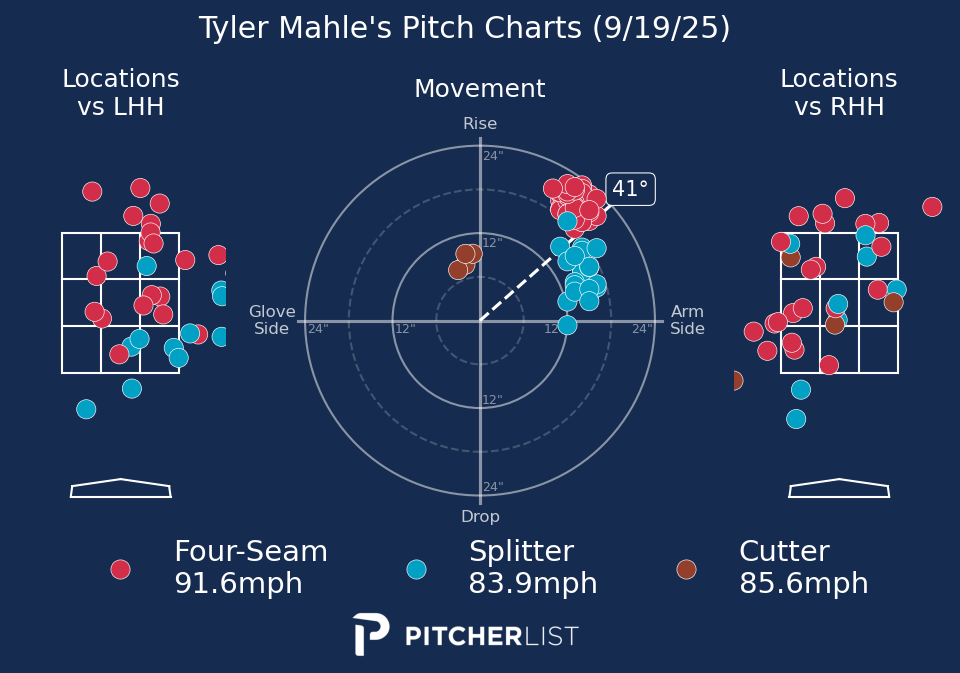 Tyler Mahle's Pitch Charts (9/19/25)
Locations
vs LHH
Movement
Locations
vs RHH
Rise
24"
41°
12"
Glove
Side
24"
12"
12"
24"
Arm
Side
12"
24"
Drop
Four-Seam
91.6mph
Splitter
83.9mph
Cutter
85.6mph
PITCHERLIST